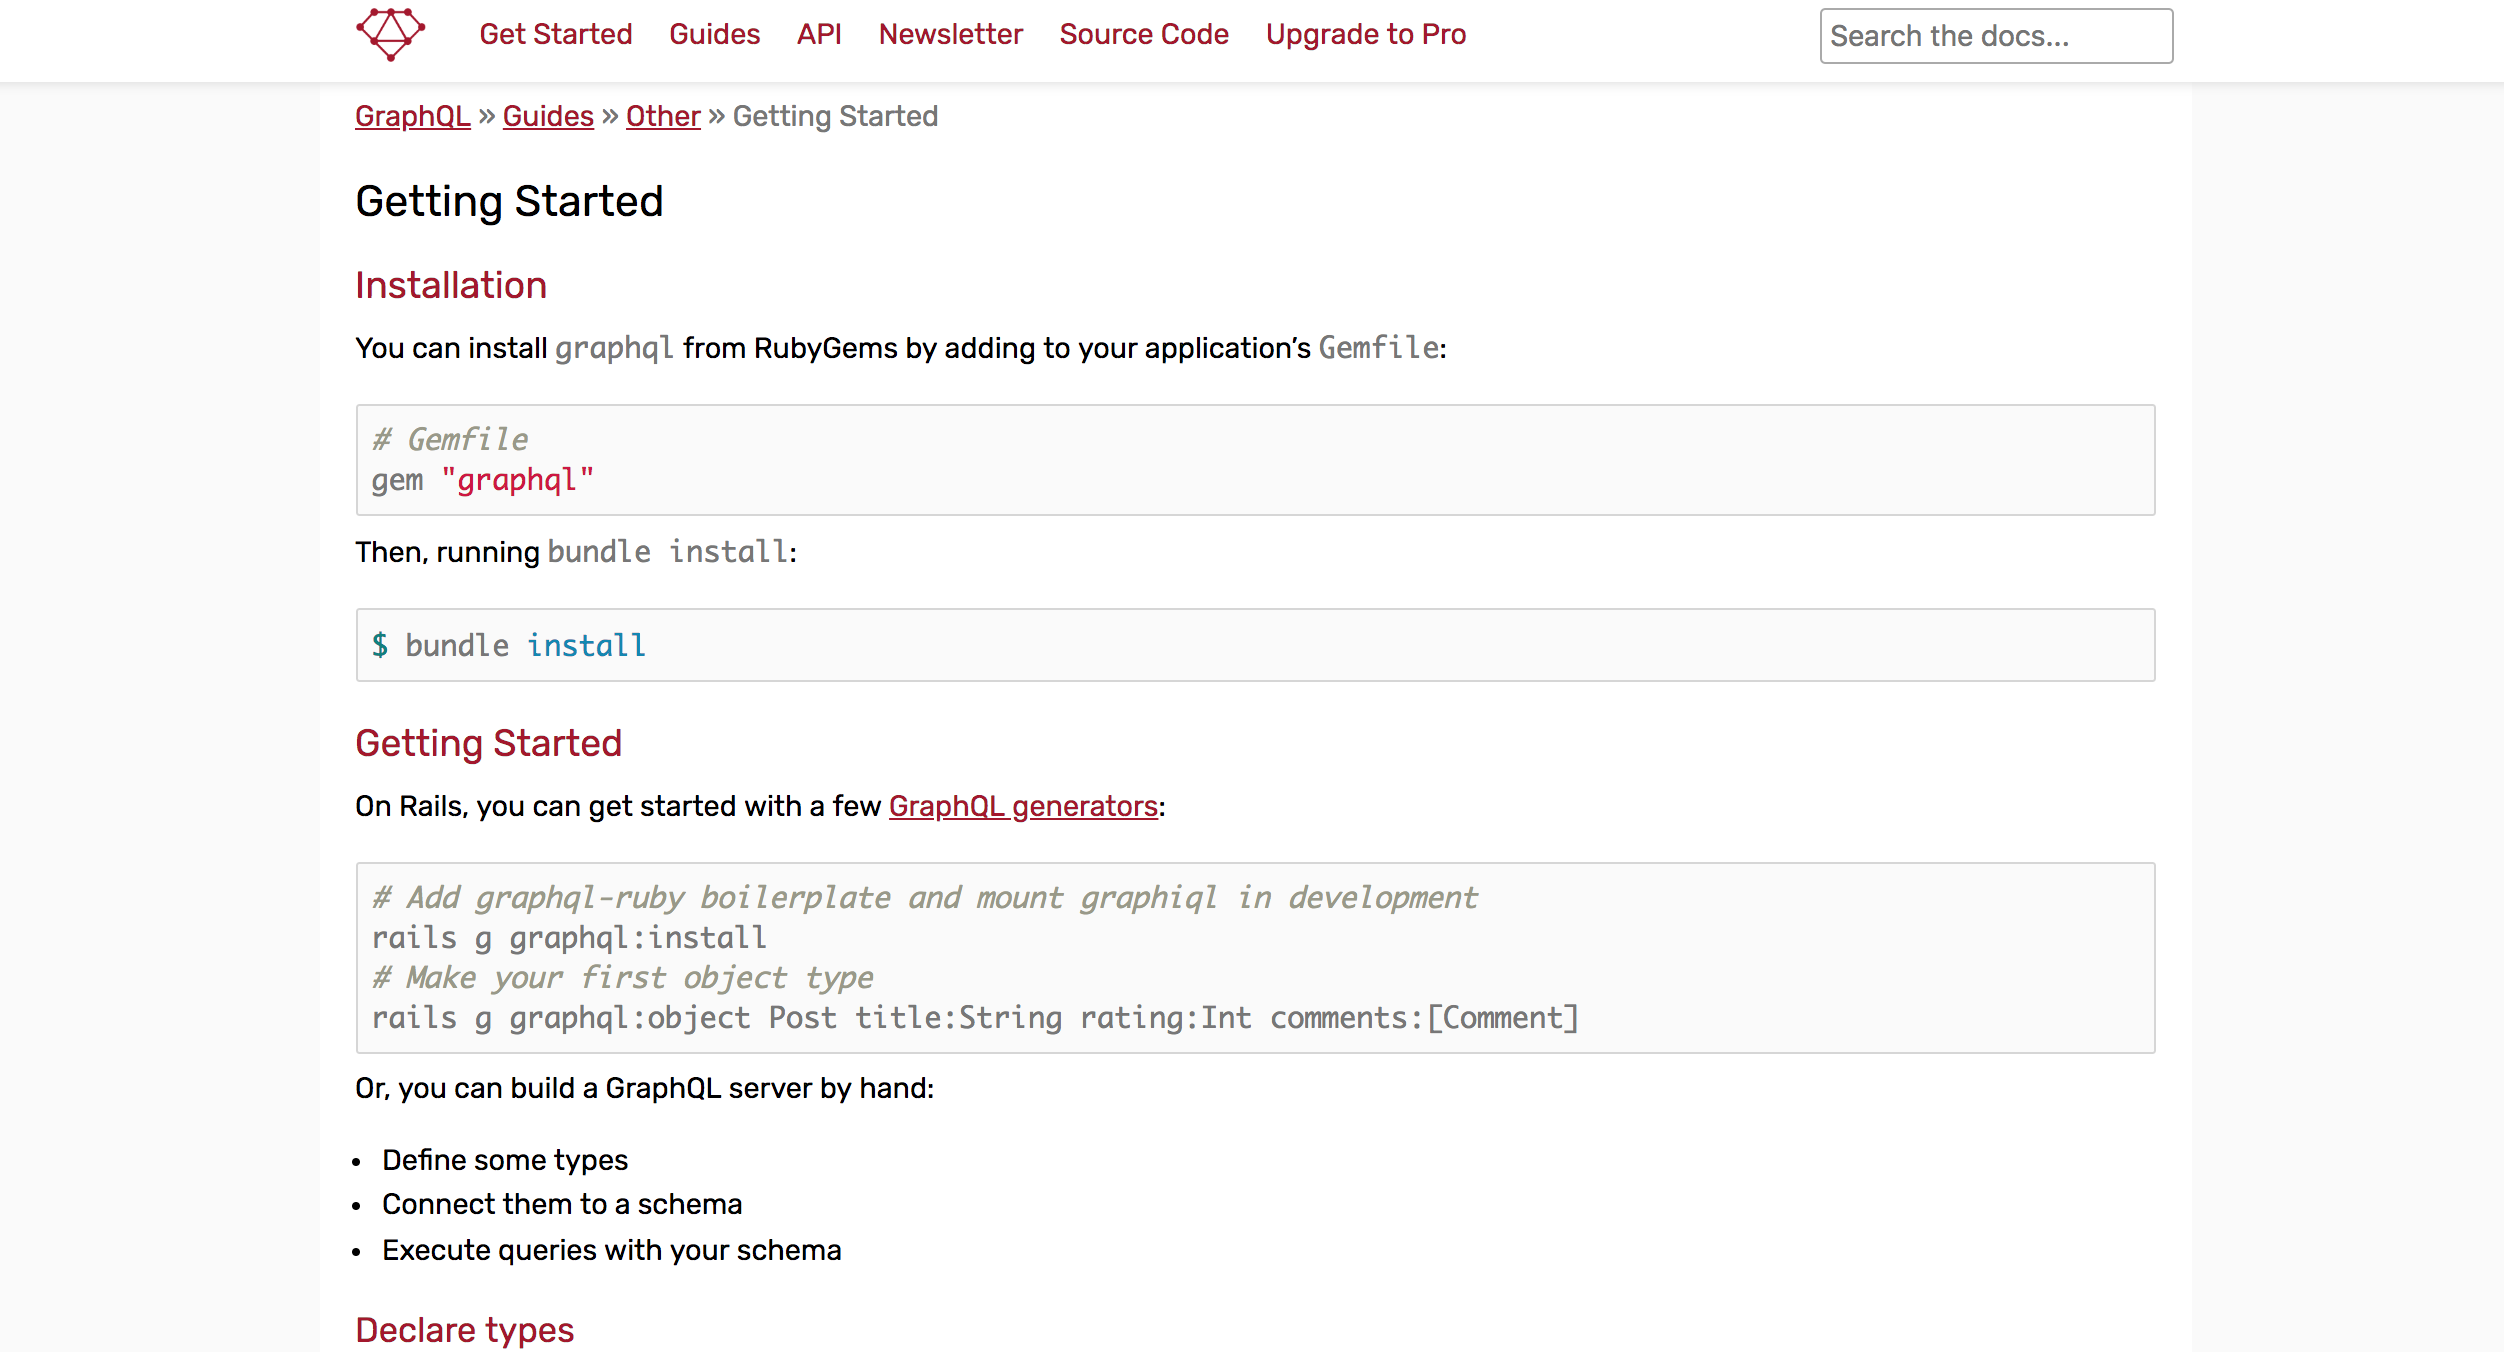 Get Started Guides API Newsletter Source Code Upgrade to Pro Search the docs...
GraphQL » Guides » Other » Getting Started
Getting Started
Installation
You can install graphql from RubyGems by adding to your application’s Gemfile:
# Gemfile
gem "graphql"
Then, running bundle install:
$ bundle install
Getting Started
On Rails, you can get started with a few GraphQL generators:
# Add graphql-ruby boilerplate and mount graphiql in development
rails g graphql:install
# Make your first object type
rails g graphql:object Post title:String rating:Int comments:[Comment]
Or, you can build a GraphQL server by hand:
• Define some types
• Connect them to a schema
• Execute queries with your schema
Declare types